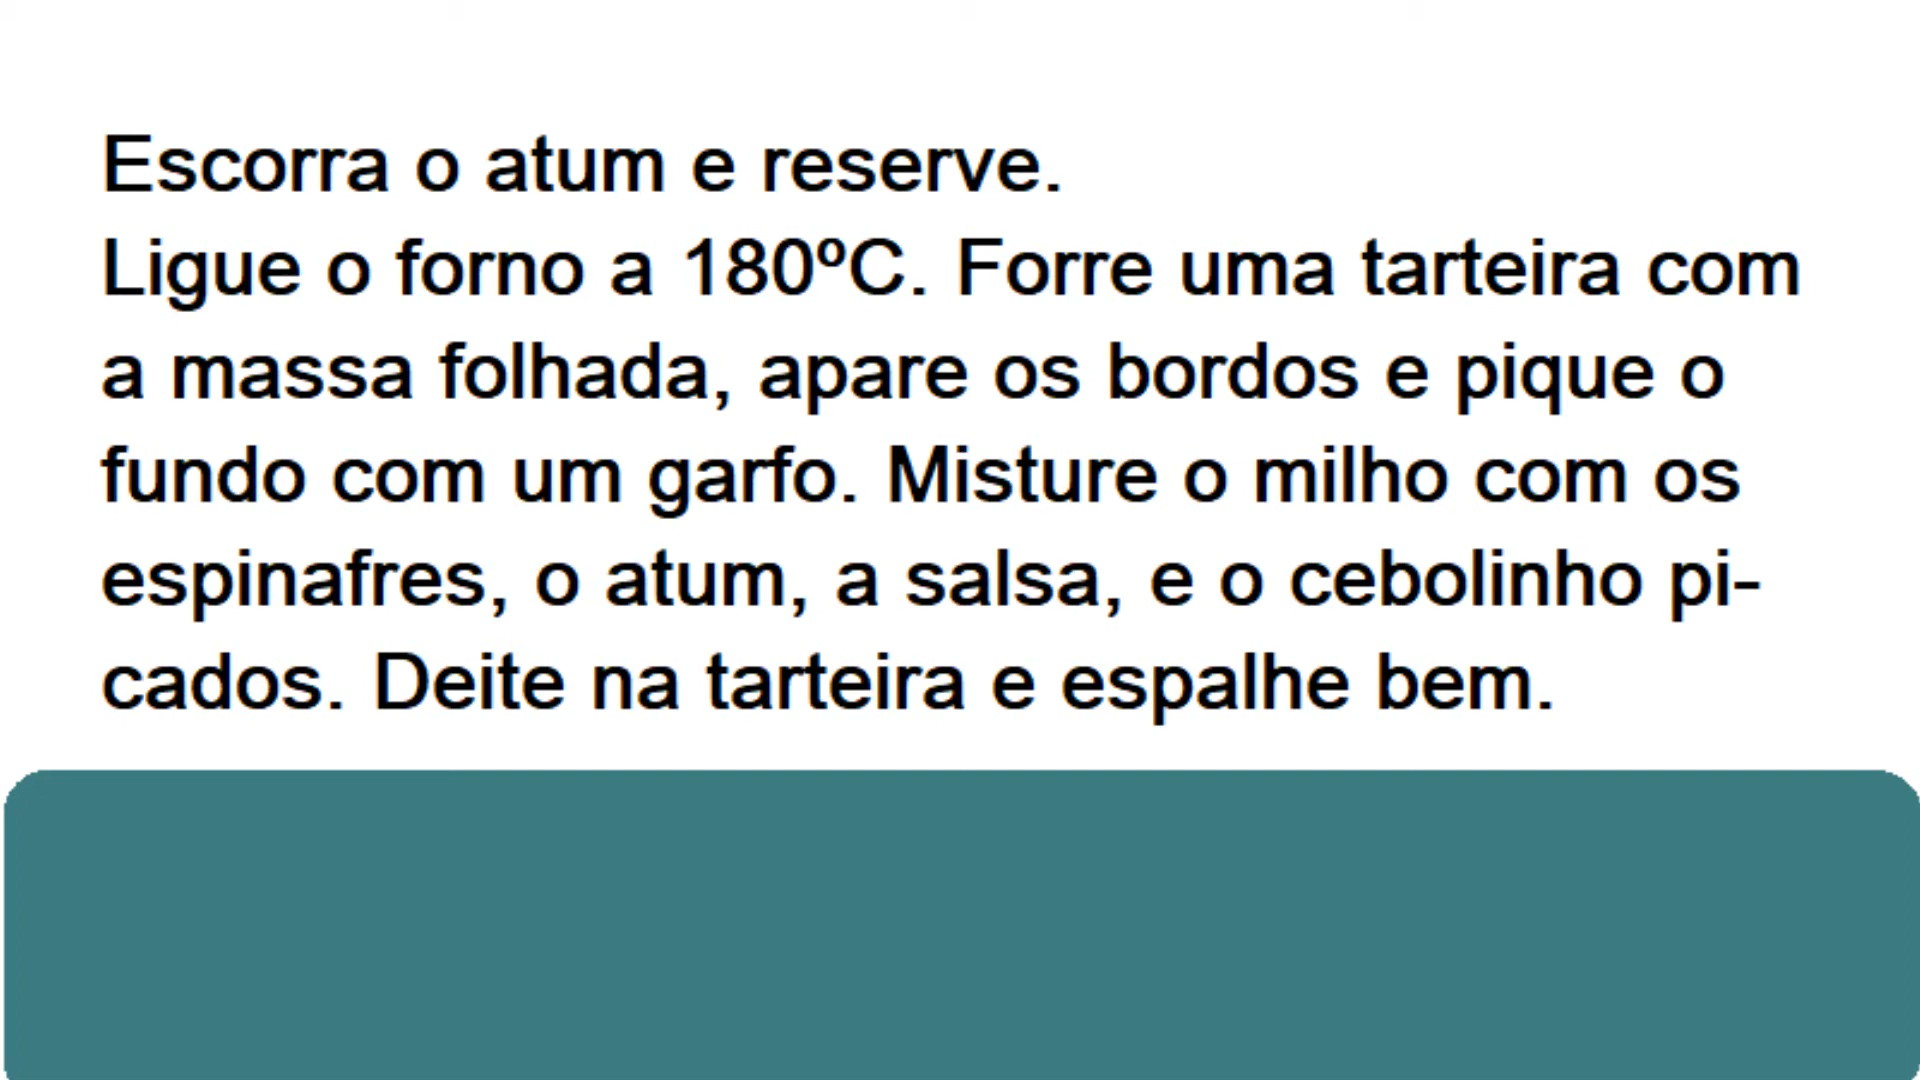 Escorra o atum e reserve.
Ligue o forno a 180ºC. Forre uma tarteira com
a massa folhada, apare os bordos e pique o
fundo com um garfo. Misture o milho com os
espinafres, o atum, a salsa, e o cebolinho pi-
cados. Deite na tarteira e espalhe bem.